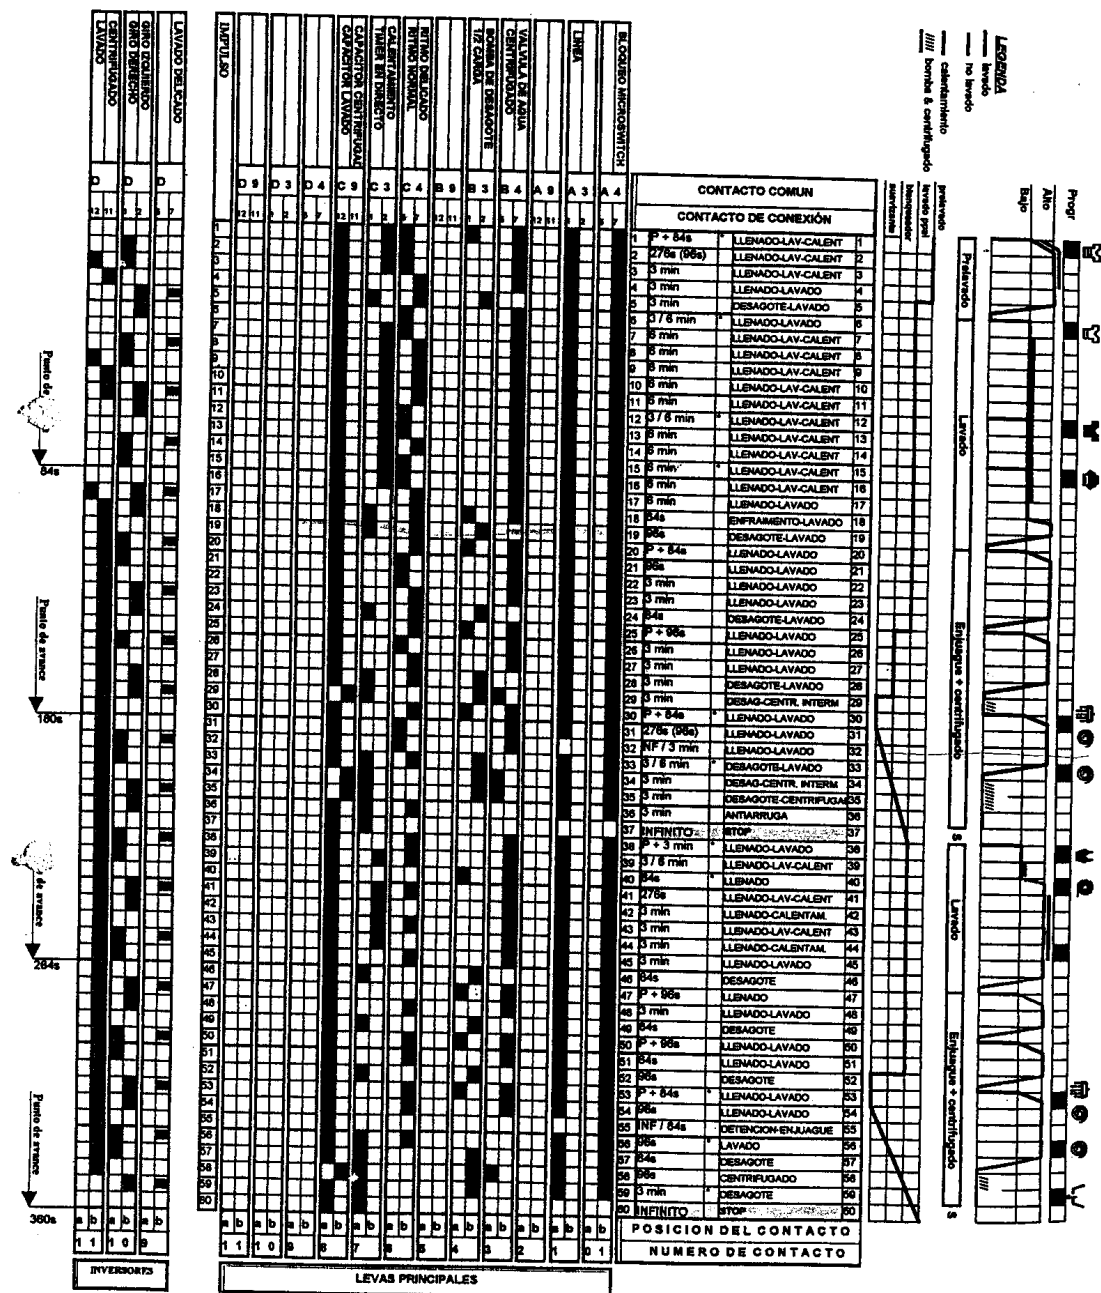 LEGENDA
lavado
no lavado
calentamiento
bomba & centrifugado
prelavado
lavado ppal
blanqueador
suavizante
Progr
Alto
Bajo
Prelavado
Lavado
Enjuague + centrifugado
S
Lavado
Enjuague + centrifugado
S
BLOQUEO MICROSWITCH
LINEA
VALVULA DE AGUA
CENTRIFUGADO
BOMBA DE DESAGOTE
1/2 CARGA
RITMO DELICADO
RITMO NORMAL
CALENTAMIENTO
TIMER EN DIRECTO
CAPACITOR CENTRIFUGAC
CAPACITOR LAVADO
IMPULSO
LAVADO DELICADO
GIRO IZQUIERDO
GIRO DERECHO
CENTRIFUGADO
LAVADO
D D D
D 9 D 3 D 4 C 9 C 3 C 4 B 9 B 3 B 4 A 9 A 3 A 4
CONTACTO COMUN
CONTACTO DE CONEXIÓN
1 P + 84s * LLENADO-LAV-CALENT 1
2 276s (96s) LLENADO-LAV-CALENT 2
3 3 min LLENADO-LAV-CALENT 3
4 3 min LLENADO-LAVADO 4
5 3 min DESAGOTE-LAVADO 5
6 3 / 6 min * LLENADO-LAVADO 6
7 6 min LLENADO-LAV-CALENT 7
8 6 min LLENADO-LAV-CALENT 8
9 6 min LLENADO-LAV-CALENT 9
10 6 min LLENADO-LAV-CALENT 10
11 6 min LLENADO-LAV-CALENT 11
12 3 / 6 min * LLENADO-LAV-CALENT 12
13 6 min LLENADO-LAV-CALENT 13
14 6 min LLENADO-LAV-CALENT 14
15 6 min * LLENADO-LAV-CALENT 15
16 6 min LLENADO-LAV-CALENT 16
17 6 min LLENADO-LAVADO 17
18 84s ENFRAIMIENTO-LAVADO 18
19 96s DESAGOTE-LAVADO 19
20 P + 84s LLENADO-LAVADO 20
21 96s LLENADO-LAVADO 21
22 3 min LLENADO-LAVADO 22
23 3 min LLENADO-LAVADO 23
24 84s DESAGOTE-LAVADO 24
25 P + 96s LLENADO-LAVADO 25
26 3 min LLENADO-LAVADO 26
27 3 min LLENADO-LAVADO 27
28 3 min DESAGOTE-LAVADO 28
29 3 min DESAG-CENTR. INTERM 29
30 P + 84s * LLENADO-LAVADO 30
31 276s (96s) LLENADO-LAVADO 31
32 INF / 3 min LLENADO-LAVADO 32
33 3 / 6 min * DESAGOTE-LAVADO 33
34 3 min DESAG-CENTR. INTERM 34
35 3 min DESAGOTE-CENTRIFUGA 35
36 3 min ANTIARRUGA 36
37 INFINITO STOP 37
38 P + 3 min * LLENADO-LAVADO 38
39 3 / 6 min LLENADO-LAV-CALENT 39
40 84s * LLENADO 40
41 276s LLENADO-LAV-CALENT 41
42 3 min LLENADO-CALENTAM. 42
43 3 min LLENADO-LAV-CALENT 43
44 3 min LLENADO-CALENTAM. 44
45 3 min LLENADO-LAVADO 45
46 84s DESAGOTE 46
47 P + 96s LLENADO 47
48 3 min LLENADO-LAVADO 48
49 84s DESAGOTE 49
50 P + 96s LLENADO-LAVADO 50
51 84s LLENADO-LAVADO 51
52 96s DESAGOTE 52
53 P + 84s * LLENADO-LAVADO 53
54 96s LLENADO-LAVADO 54
55 INF / 84s DETENCION-ENJUAGUE 55
56 96s * LAVADO 56
57 84s DESAGOTE 57
58 96s CENTRIFUGADO 58
59 3 min * DESAGOTE 59
60 INFINITO STOP 60
POSICION DEL CONTACTO
NUMERO DE CONTACTO
Punto de
84s
Punto de avance
180s
de avance
264s
Punto de avance
360s
INVERSORES
LEVAS PRINCIPALES